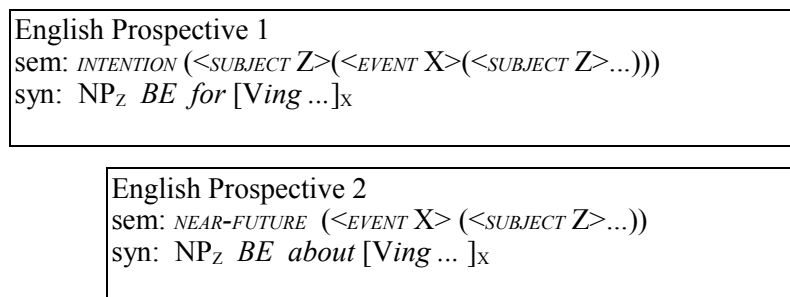 English Prospective 1
sem: INTENTION (<SUBJECT Z>(<EVENT X>(<SUBJECT Z>...)))
syn: NPZ BE for [Ving ...]X
English Prospective 2
sem: NEAR-FUTURE (<EVENT X> (<SUBJECT Z>...))
syn: NPZ BE about [Ving ... ]X